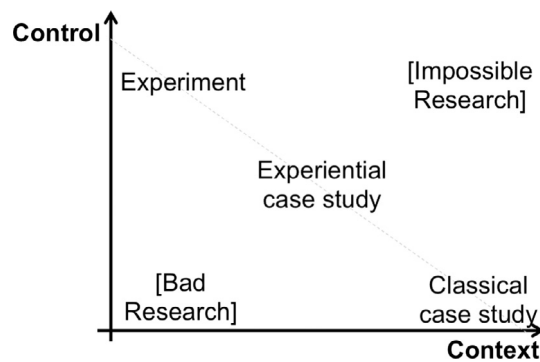 Control
Experiment
[Impossible
Research]
Experiential
case study
[Bad
Research]
Classical
case study
Context